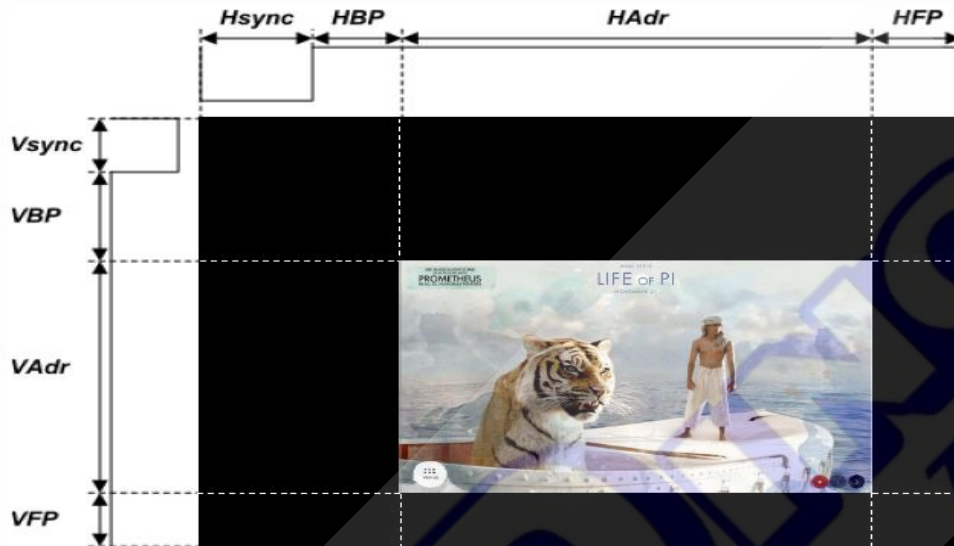 Hsync HBP HAdr HFP
Vsync
VBP
VAdr
VFP
PROMETHEUS
LIFE OF PI